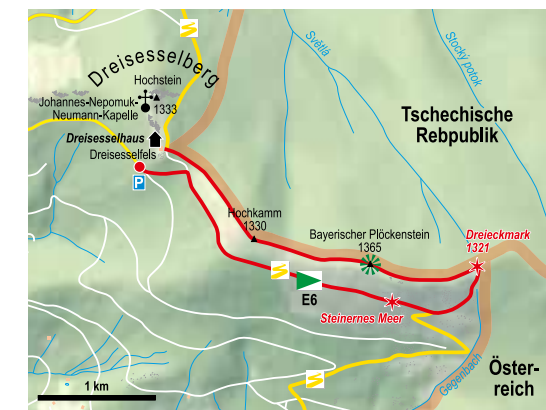 Světlá
Stocký potok
Dreisesselberg
Hochstein
1333
Johannes-Nepomuk-
Neumann-Kapelle
Tschechische
Rebpublik
Dreisesselhaus
Dreisesselfels
P
Hochkamm
1330
Bayerischer Plöckenstein
1365
Dreieckmark
1321
E6
Steinernes Meer
Gegenbach
Öster-
reich
1 km